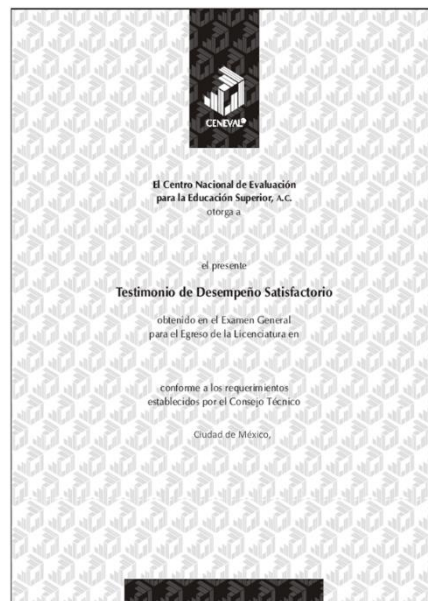 CENEVAL®
El Centro Nacional de Evaluación
para la Educación Superior, A.C.
otorga a
el presente
Testimonio de Desempeño Satisfactorio
obtenido en el Examen General
para el Egreso de la Licenciatura en
conforme a los requerimientos
establecidos por el Consejo Técnico
Ciudad de México,